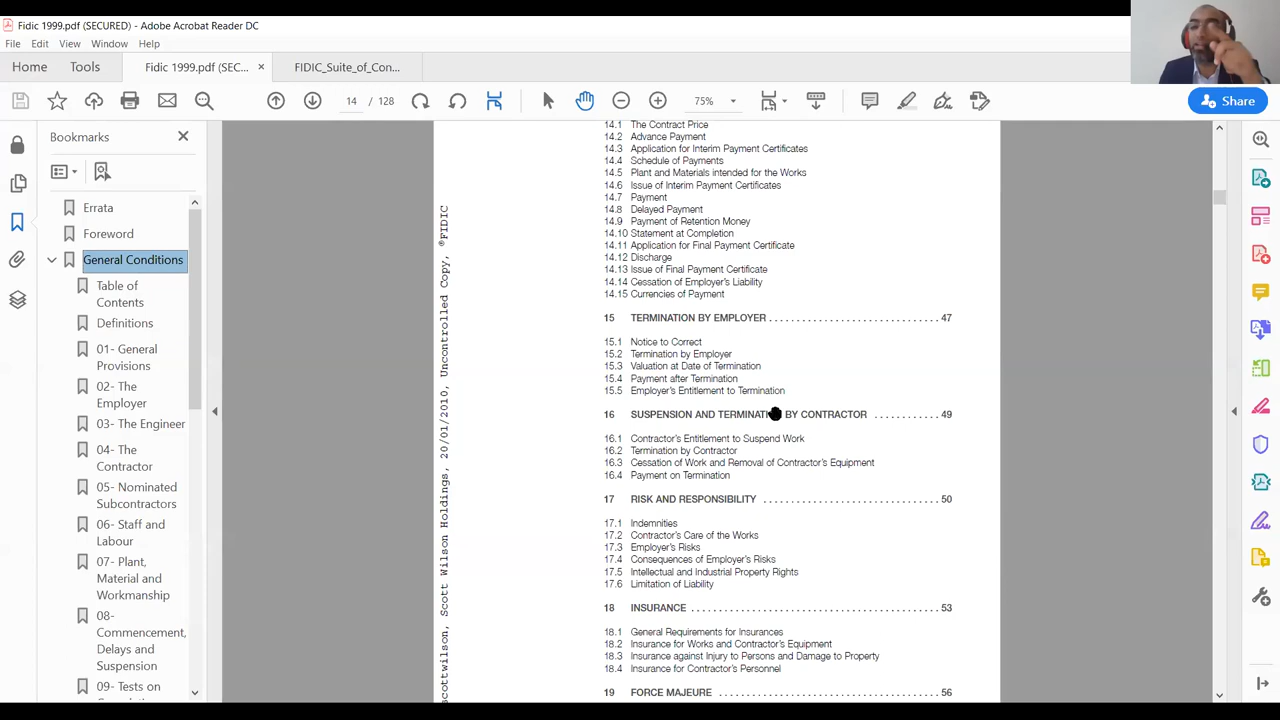 Fidic 1999.pdf (SECURED) - Adobe Acrobat Reader DC
File Edit View Window Help
Home Tools Fidic 1999.pdf (SEC... × FIDIC_Suite_of_Con...
14 / 128 75% Share
Bookmarks
Errata
Foreword
General Conditions
Table of
Contents
Definitions
01- General
Provisions
02- The
Employer
03- The Engineer
04- The
Contractor
05- Nominated
Subcontractors
06- Staff and
Labour
07- Plant,
Material and
Workmanship
08-
Commencement,
Delays and
Suspension
09- Tests on
scottwilson, Scott Wilson Holdings, 20/01/2010, Uncontrolled Copy, ®FIDIC
14.1 The Contract Price
14.2 Advance Payment
14.3 Application for Interim Payment Certificates
14.4 Schedule of Payments
14.5 Plant and Materials intended for the Works
14.6 Issue of Interim Payment Certificates
14.7 Payment
14.8 Delayed Payment
14.9 Payment of Retention Money
14.10 Statement at Completion
14.11 Application for Final Payment Certificate
14.12 Discharge
14.13 Issue of Final Payment Certificate
14.14 Cessation of Employer's Liability
14.15 Currencies of Payment
15 TERMINATION BY EMPLOYER . . . . . . . . . . . . . . . . . . . . . . . . . . . . . . 47
15.1 Notice to Correct
15.2 Termination by Employer
15.3 Valuation at Date of Termination
15.4 Payment after Termination
15.5 Employer's Entitlement to Termination
16 SUSPENSION AND TERMINATION BY CONTRACTOR . . . . . . . . . . . 49
16.1 Contractor's Entitlement to Suspend Work
16.2 Termination by Contractor
16.3 Cessation of Work and Removal of Contractor's Equipment
16.4 Payment on Termination
17 RISK AND RESPONSIBILITY . . . . . . . . . . . . . . . . . . . . . . . . . . . . . . 50
17.1 Indemnities
17.2 Contractor's Care of the Works
17.3 Employer's Risks
17.4 Consequences of Employer's Risks
17.5 Intellectual and Industrial Property Rights
17.6 Limitation of Liability
18 INSURANCE . . . . . . . . . . . . . . . . . . . . . . . . . . . . . . . . . . . . . . . . . . 53
18.1 General Requirements for Insurances
18.2 Insurance for Works and Contractor's Equipment
18.3 Insurance against Injury to Persons and Damage to Property
18.4 Insurance for Contractor's Personnel
19 FORCE MAJEURE . . . . . . . . . . . . . . . . . . . . . . . . . . . . . . . . . . . . . . 56